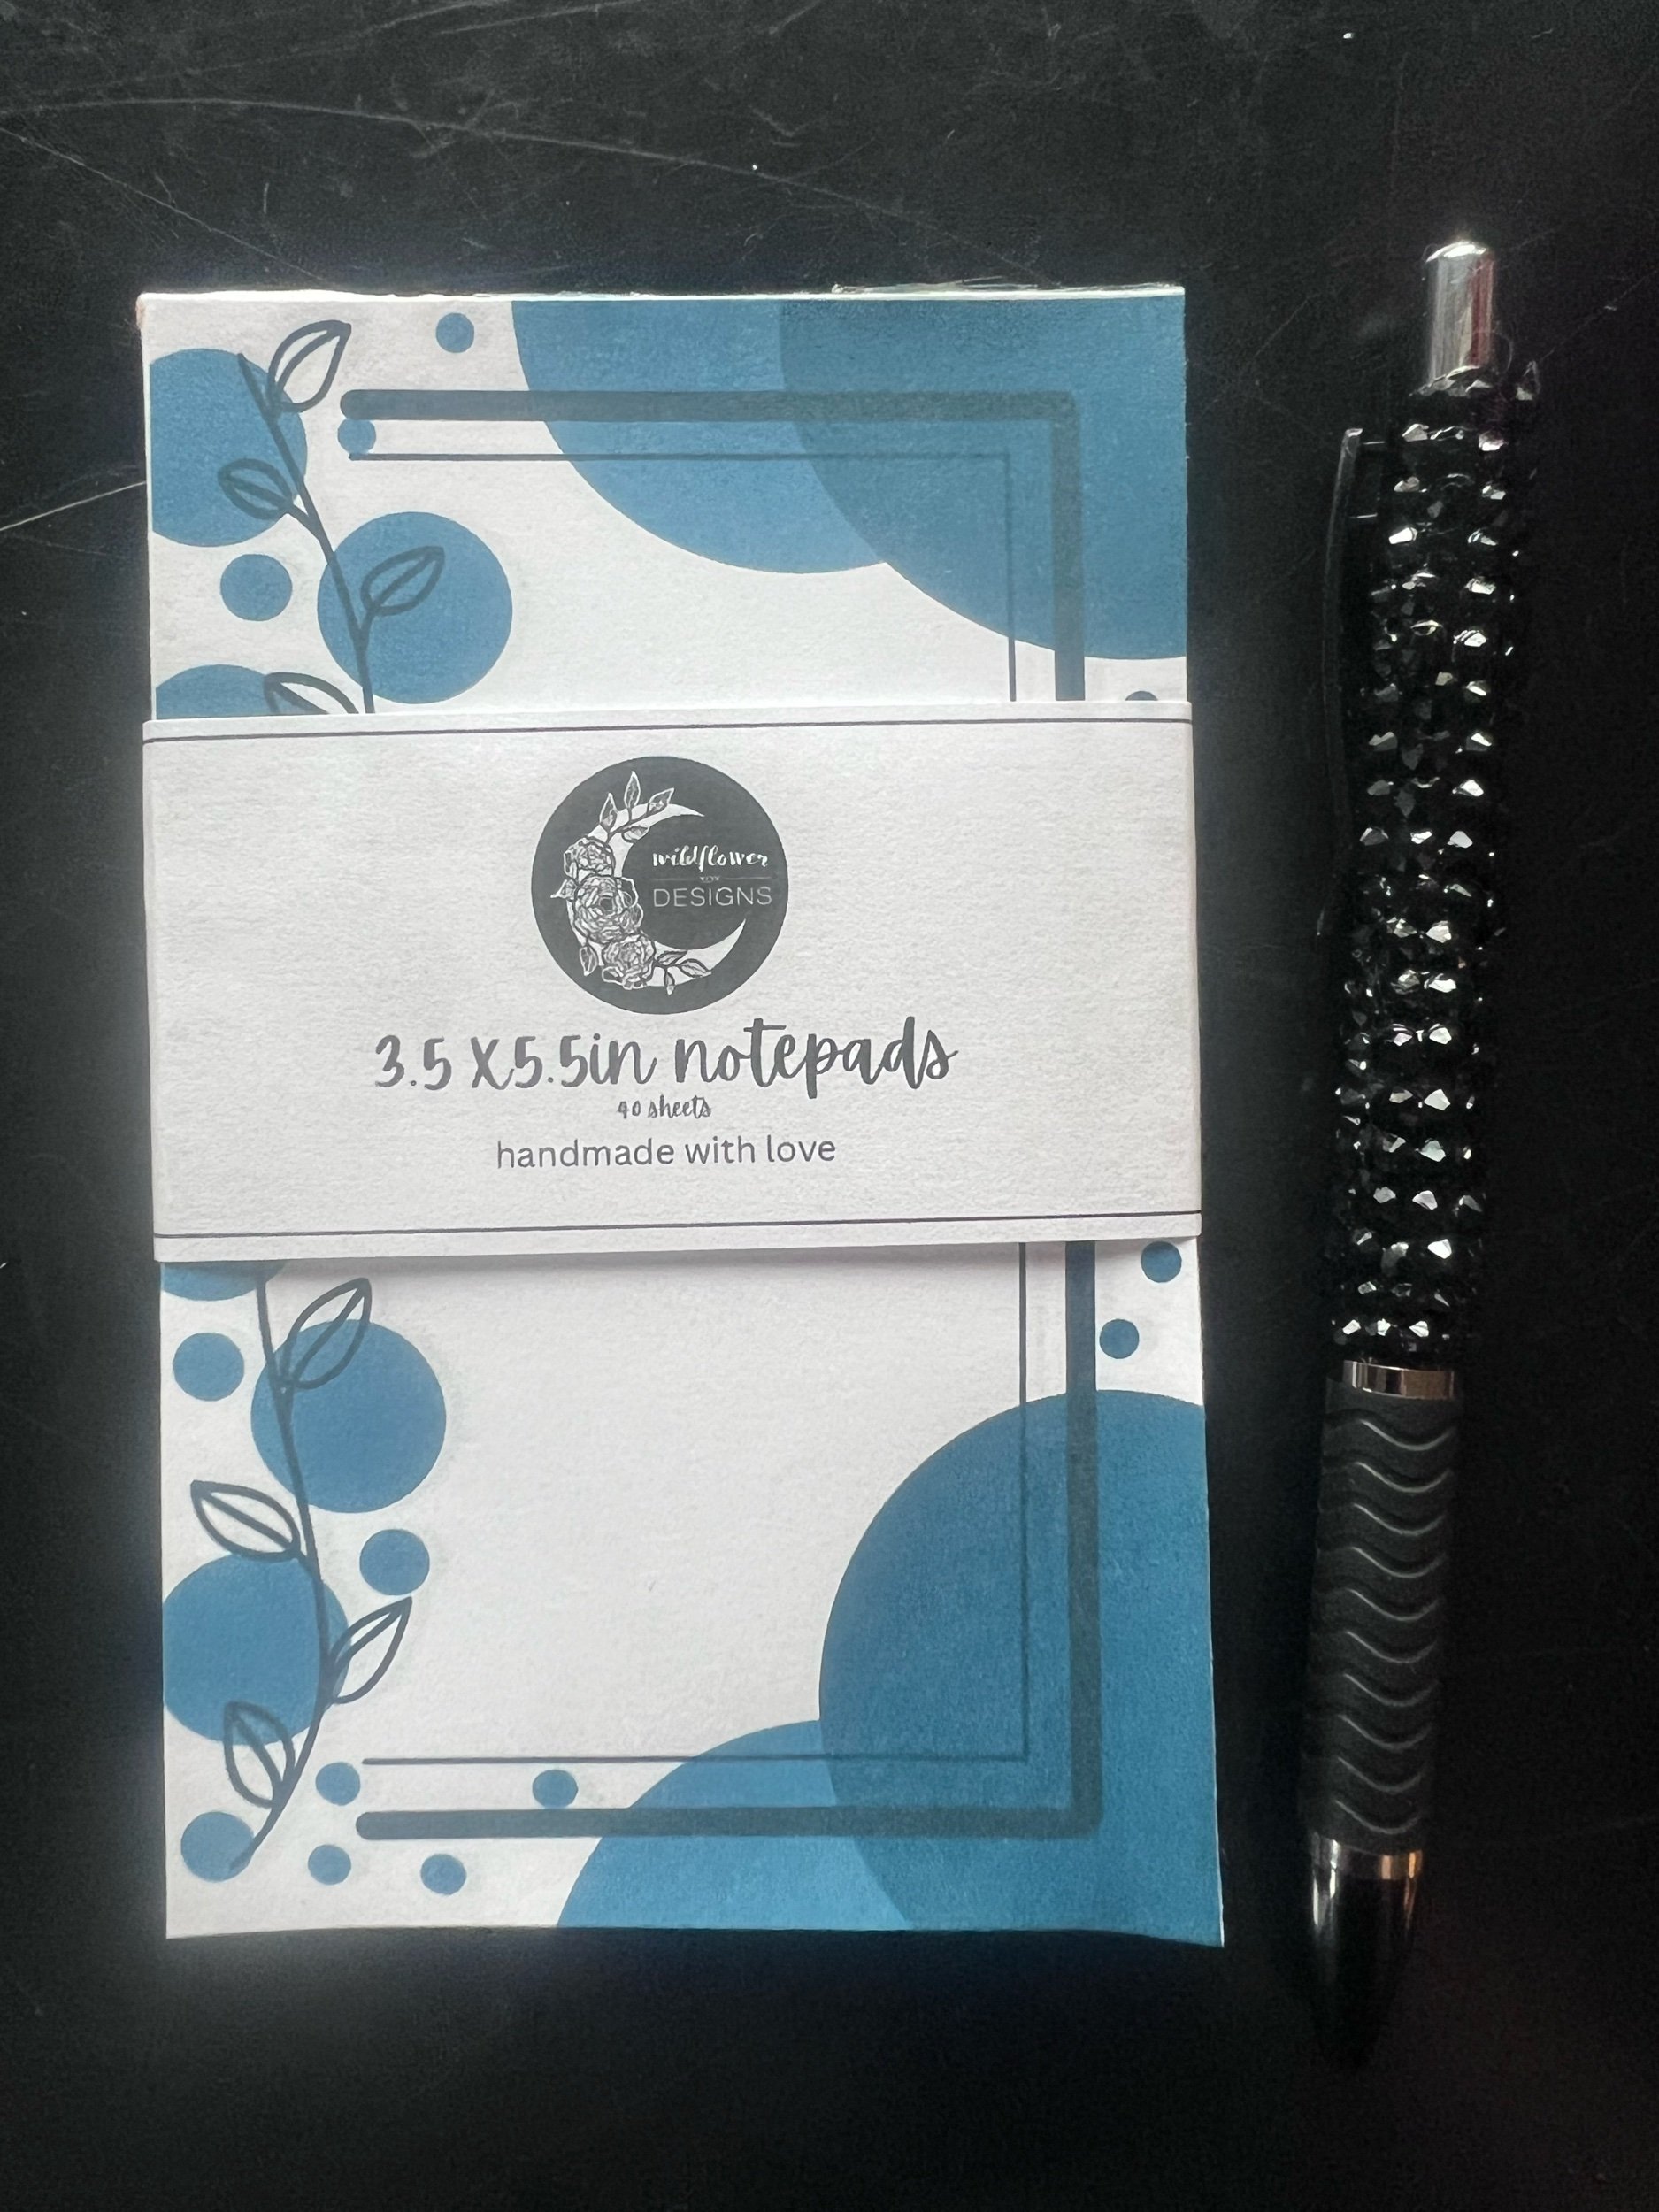 wildflower
DESIGNS
3.5 X5.5in notepads
40 sheets
handmade with love